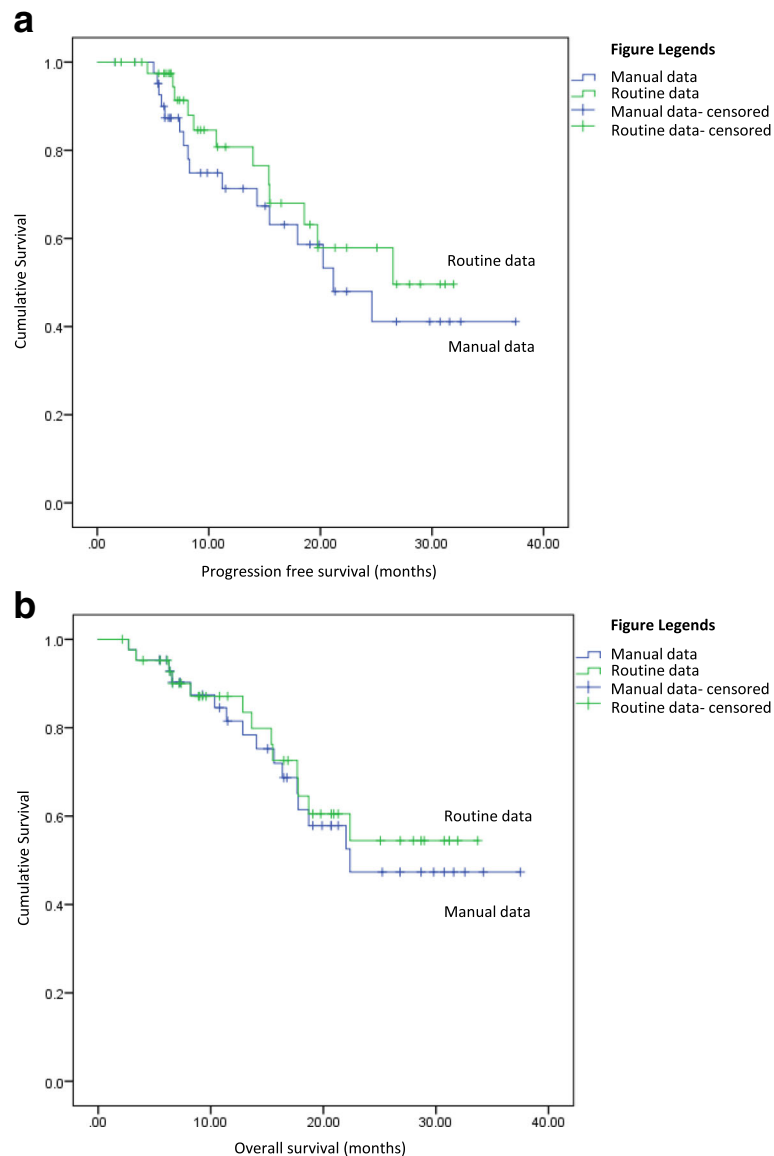 a
Figure Legends
Manual data
Routine data
Manual data- censored
Routine data- censored
1.0
0.8
0.6
0.4
0.2
0.0
Cumulative Survival
Routine data
Manual data
.00 10.00 20.00 30.00 40.00
Progression free survival (months)
b
Figure Legends
Manual data
Routine data
Manual data- censored
Routine data- censored
1.0
0.8
0.6
0.4
0.2
0.0
Cumulative Survival
Routine data
Manual data
.00 10.00 20.00 30.00 40.00
Overall survival (months)